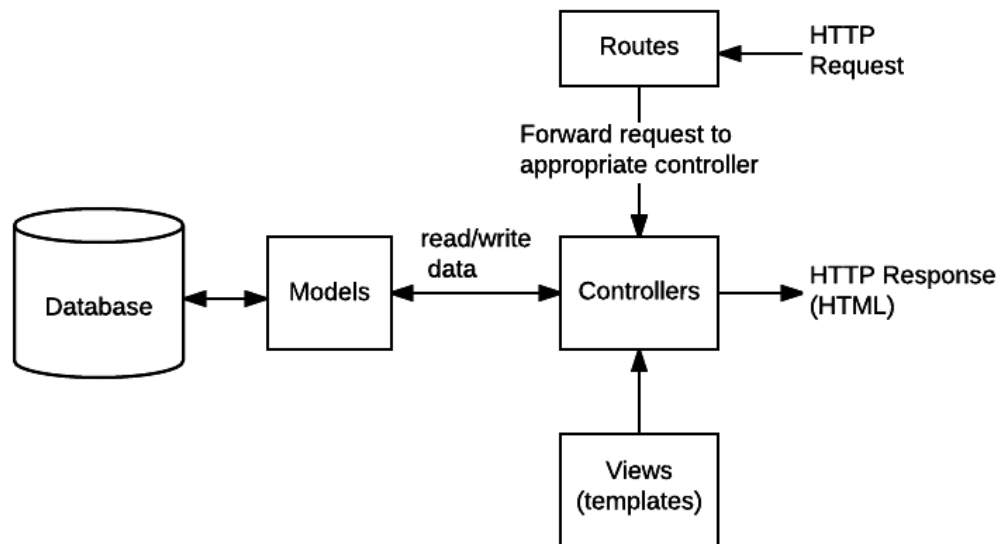 Routes
HTTP
Request
Forward request to
appropriate controller
Database
Models
read/write
data
Controllers
HTTP Response
(HTML)
Views
(templates)